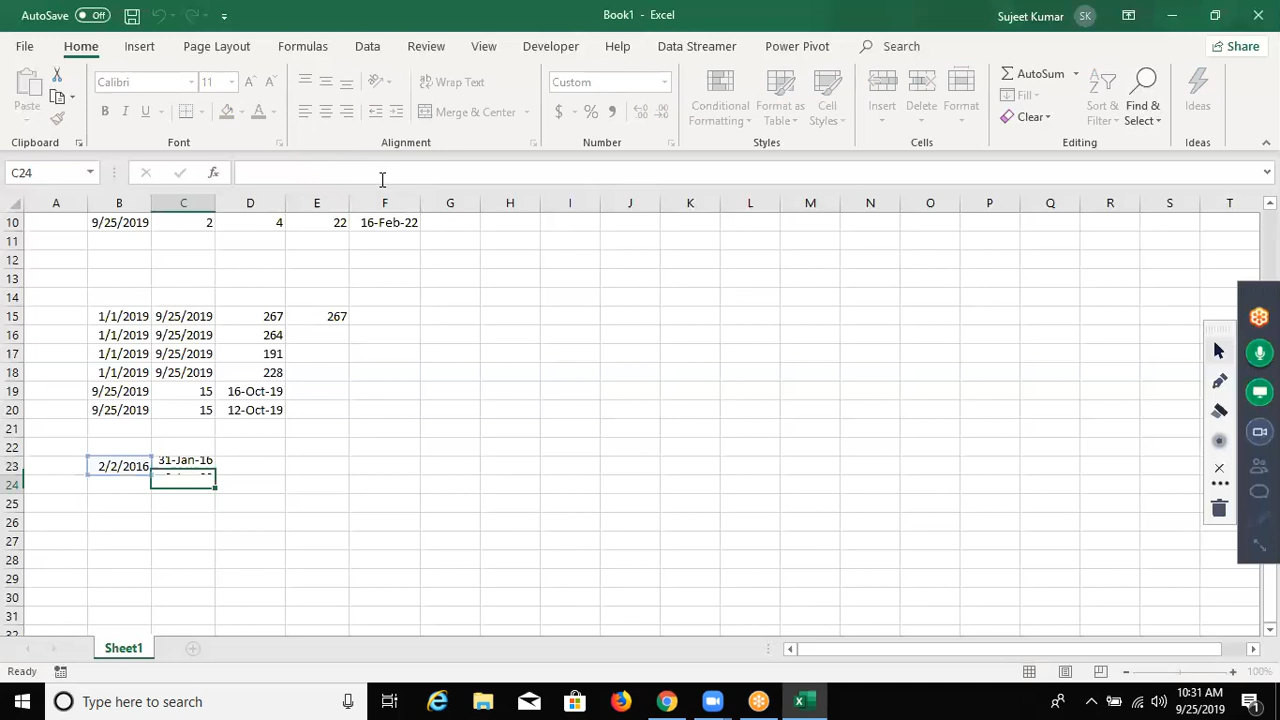 AutoSave Off Book1 - Excel Sujeet Kumar SK
File Home Insert Page Layout Formulas Data Review View Developer Help Data Streamer Power Pivot Search Share
Paste Calibri 11 Wrap Text Custom Conditional Formatting Format as Table Cell Styles Insert Delete Format AutoSum Sort & Filter Find & Select Ideas
B I U Merge & Center $ % Fill
Clear
Clipboard Font Alignment Number Styles Cells Editing Ideas
C24 fx
A B C D E F G H I J K L M N O P Q R S T
10 9/25/2019 2 4 22 16-Feb-22
11
12
13
14
15 1/1/2019 9/25/2019 267 267
16 1/1/2019 9/25/2019 264
17 1/1/2019 9/25/2019 191
18 1/1/2019 9/25/2019 228
19 9/25/2019 15 16-Oct-19
20 9/25/2019 15 12-Oct-19
21
22
23 2/2/2016 31-Jan-16
24
25
26
27
28
29
30
31
32
Sheet1
Ready 100%
Type here to search 10:31 AM
9/25/2019